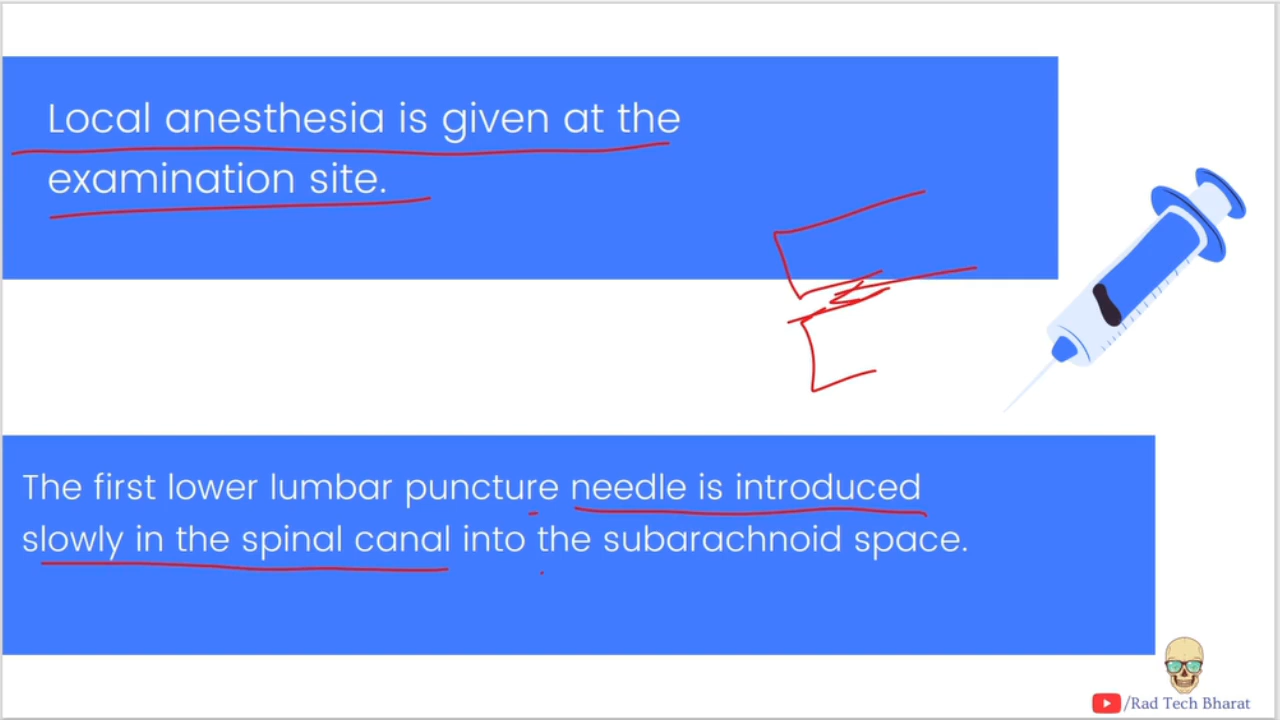 Local anesthesia is given at the
examination site.
The first lower lumbar puncture needle is introduced
slowly in the spinal canal into the subarachnoid space.
/Rad Tech Bharat